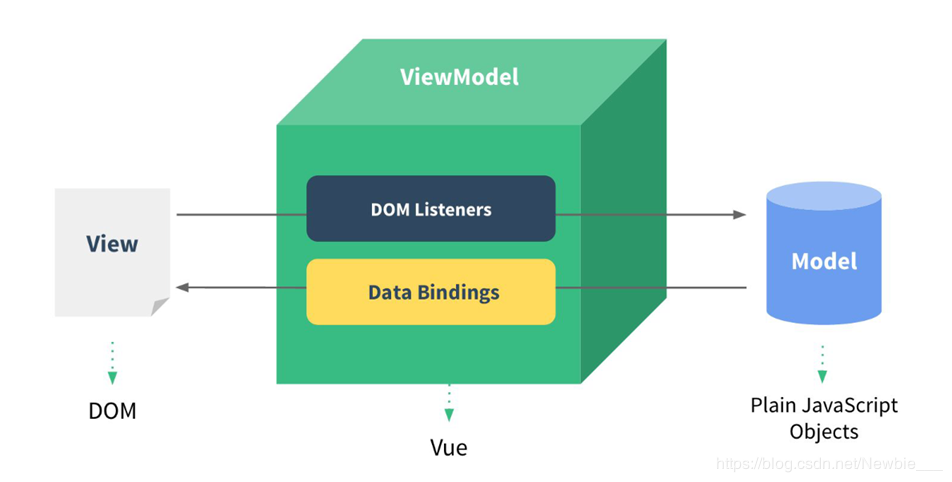 ViewModel
DOM Listeners
View
Model
Data Bindings
DOM
Plain JavaScript
Objects
Vue
https://blog.csdn.net/Newbie___